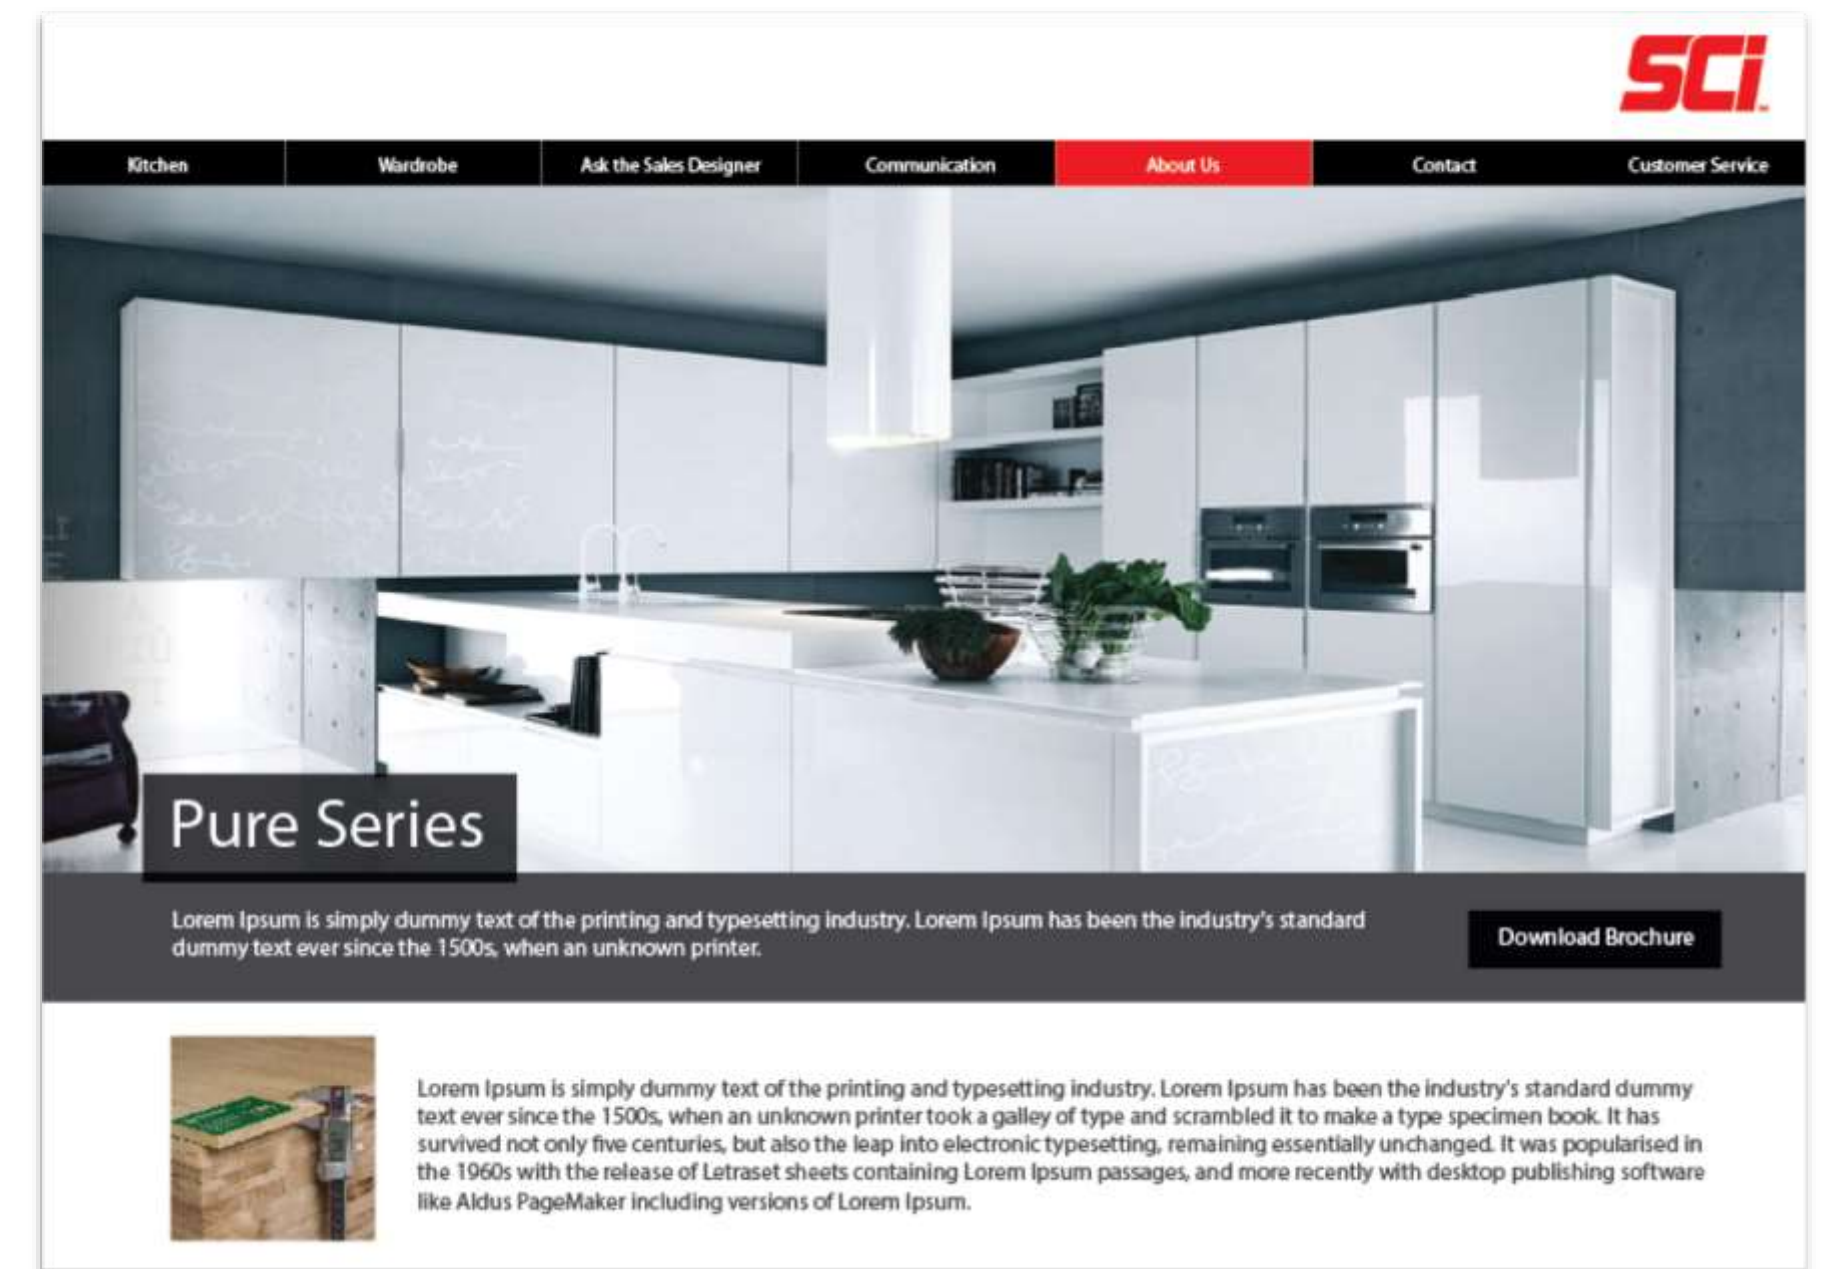 SCi
Kitchen
Wardrobe
Ask the Sales Designer
Communication
About Us
Contact
Customer Service
Pure Series
Lorem Ipsum is simply dummy text of the printing and typesetting industry. Lorem Ipsum has been the industry's standard
dummy text ever since the 1500s, when an unknown printer.
Download Brochure
Lorem Ipsum is simply dummy text of the printing and typesetting industry. Lorem Ipsum has been the industry's standard dummy
text ever since the 1500s, when an unknown printer took a galley of type and scrambled it to make a type specimen book. It has
survived not only five centuries, but also the leap into electronic typesetting, remaining essentially unchanged. It was popularised in
the 1960s with the release of Letraset sheets containing Lorem Ipsum passages, and more recently with desktop publishing software
like Aldus PageMaker including versions of Lorem Ipsum.